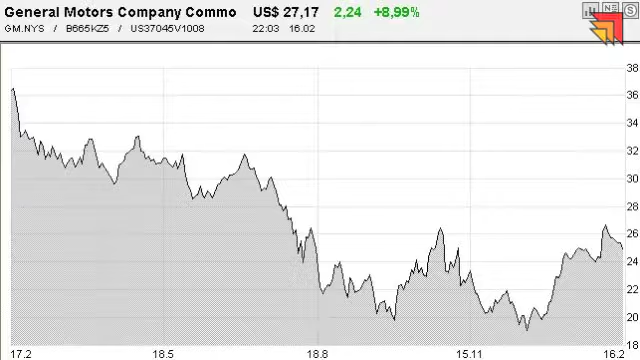 General Motors Company Commo US$ 27,17 2,24 +8,99%
GM.NYS / B665KZ5 / US37045V1008 22:03 16.02
NE S
38
36
34
32
30
28
26
24
22
20
18
17.2 18.5 18.8 15.11 16.2